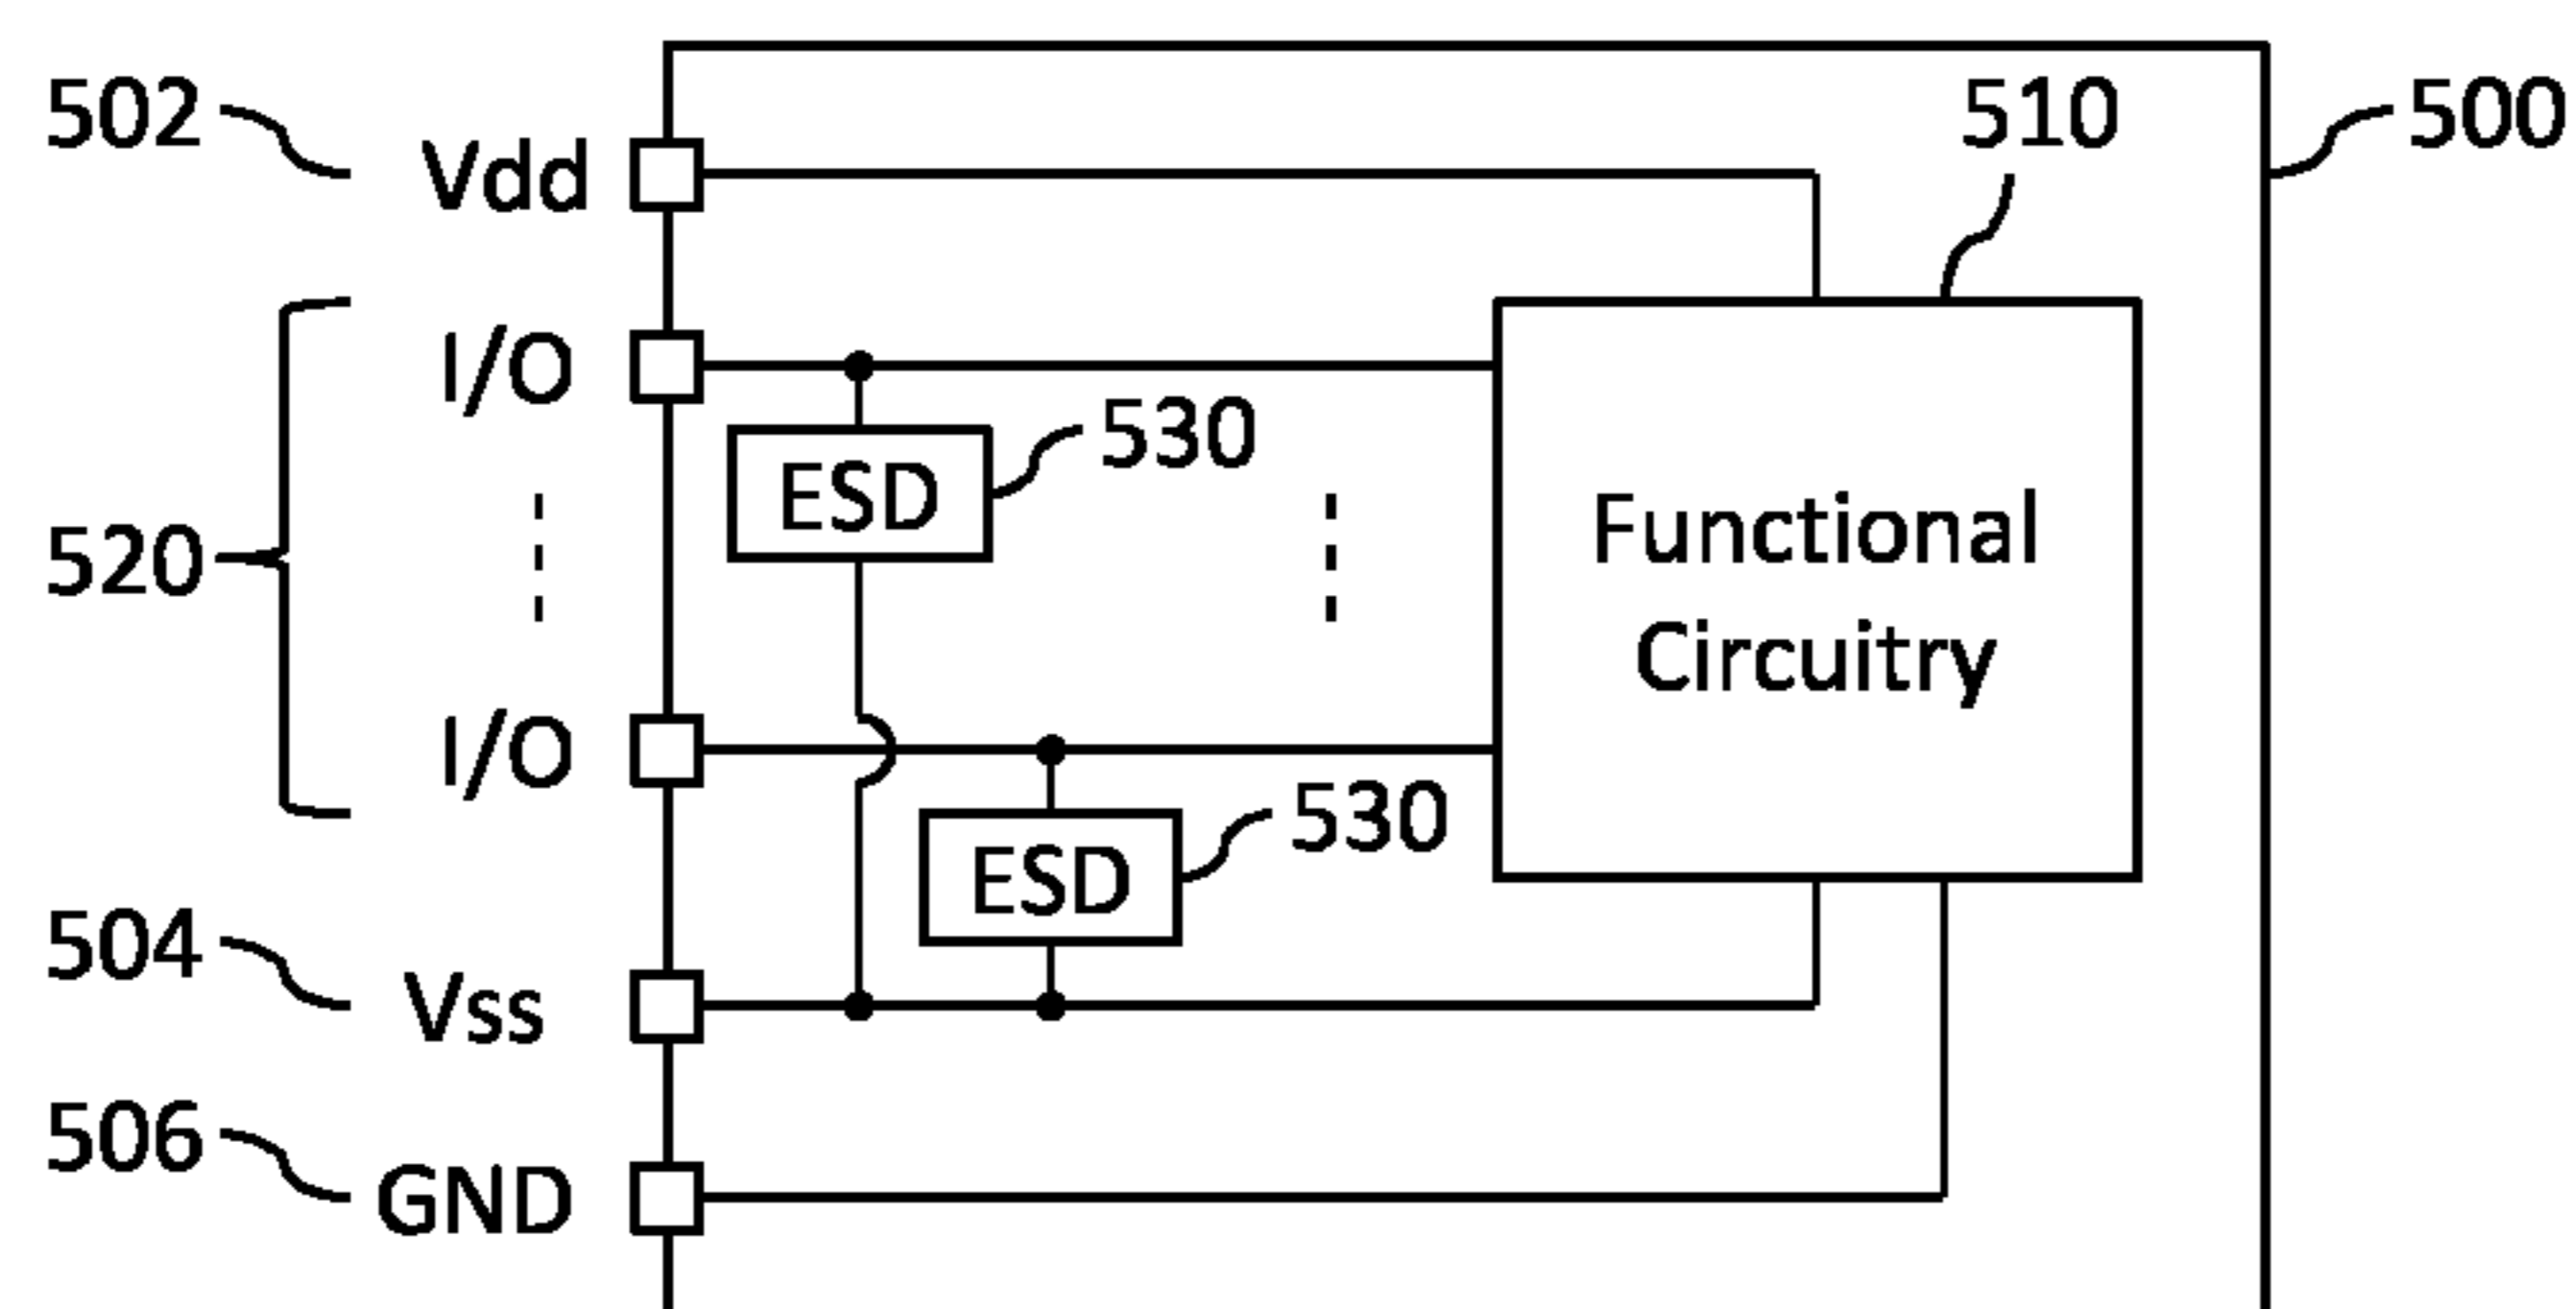 502
Vdd
510
500
I/O
530
ESD
520
Functional
Circuitry
I/O
530
ESD
504
Vss
506
GND